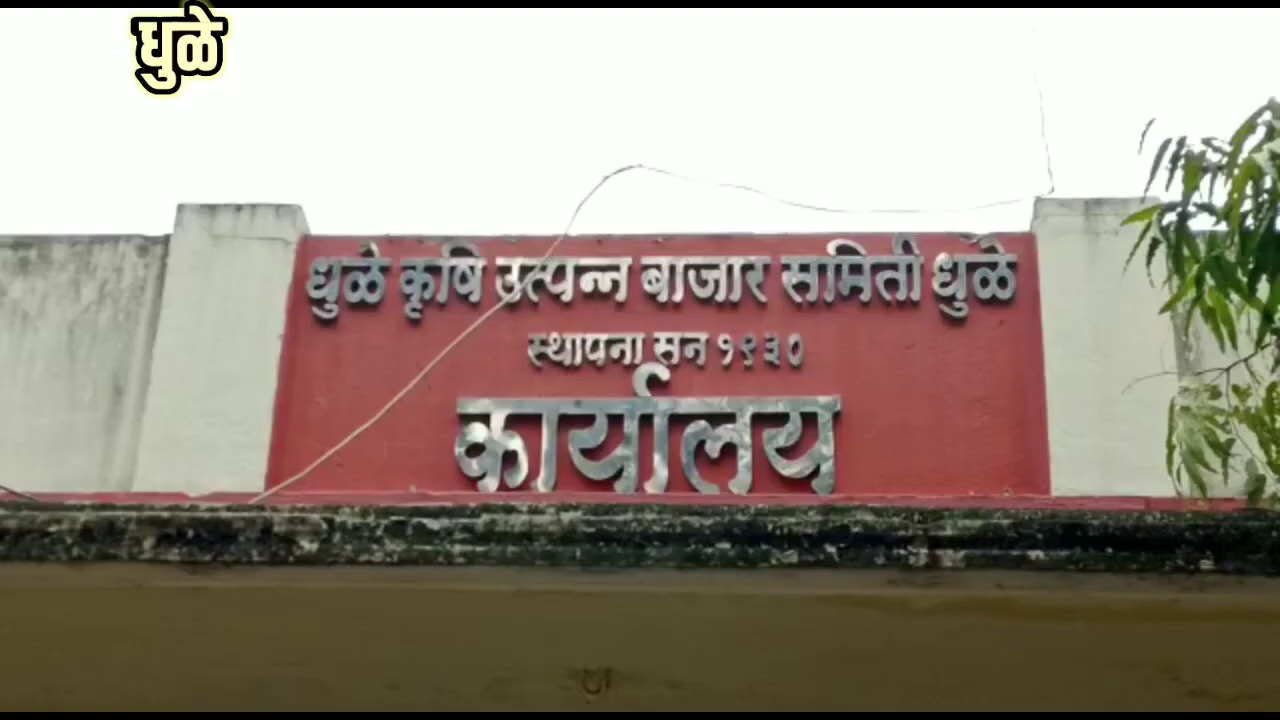 धुळे
धुळे कृषि उत्पन्न बाजार समिती धुळे
स्थापना सन १९३०
कार्यालय